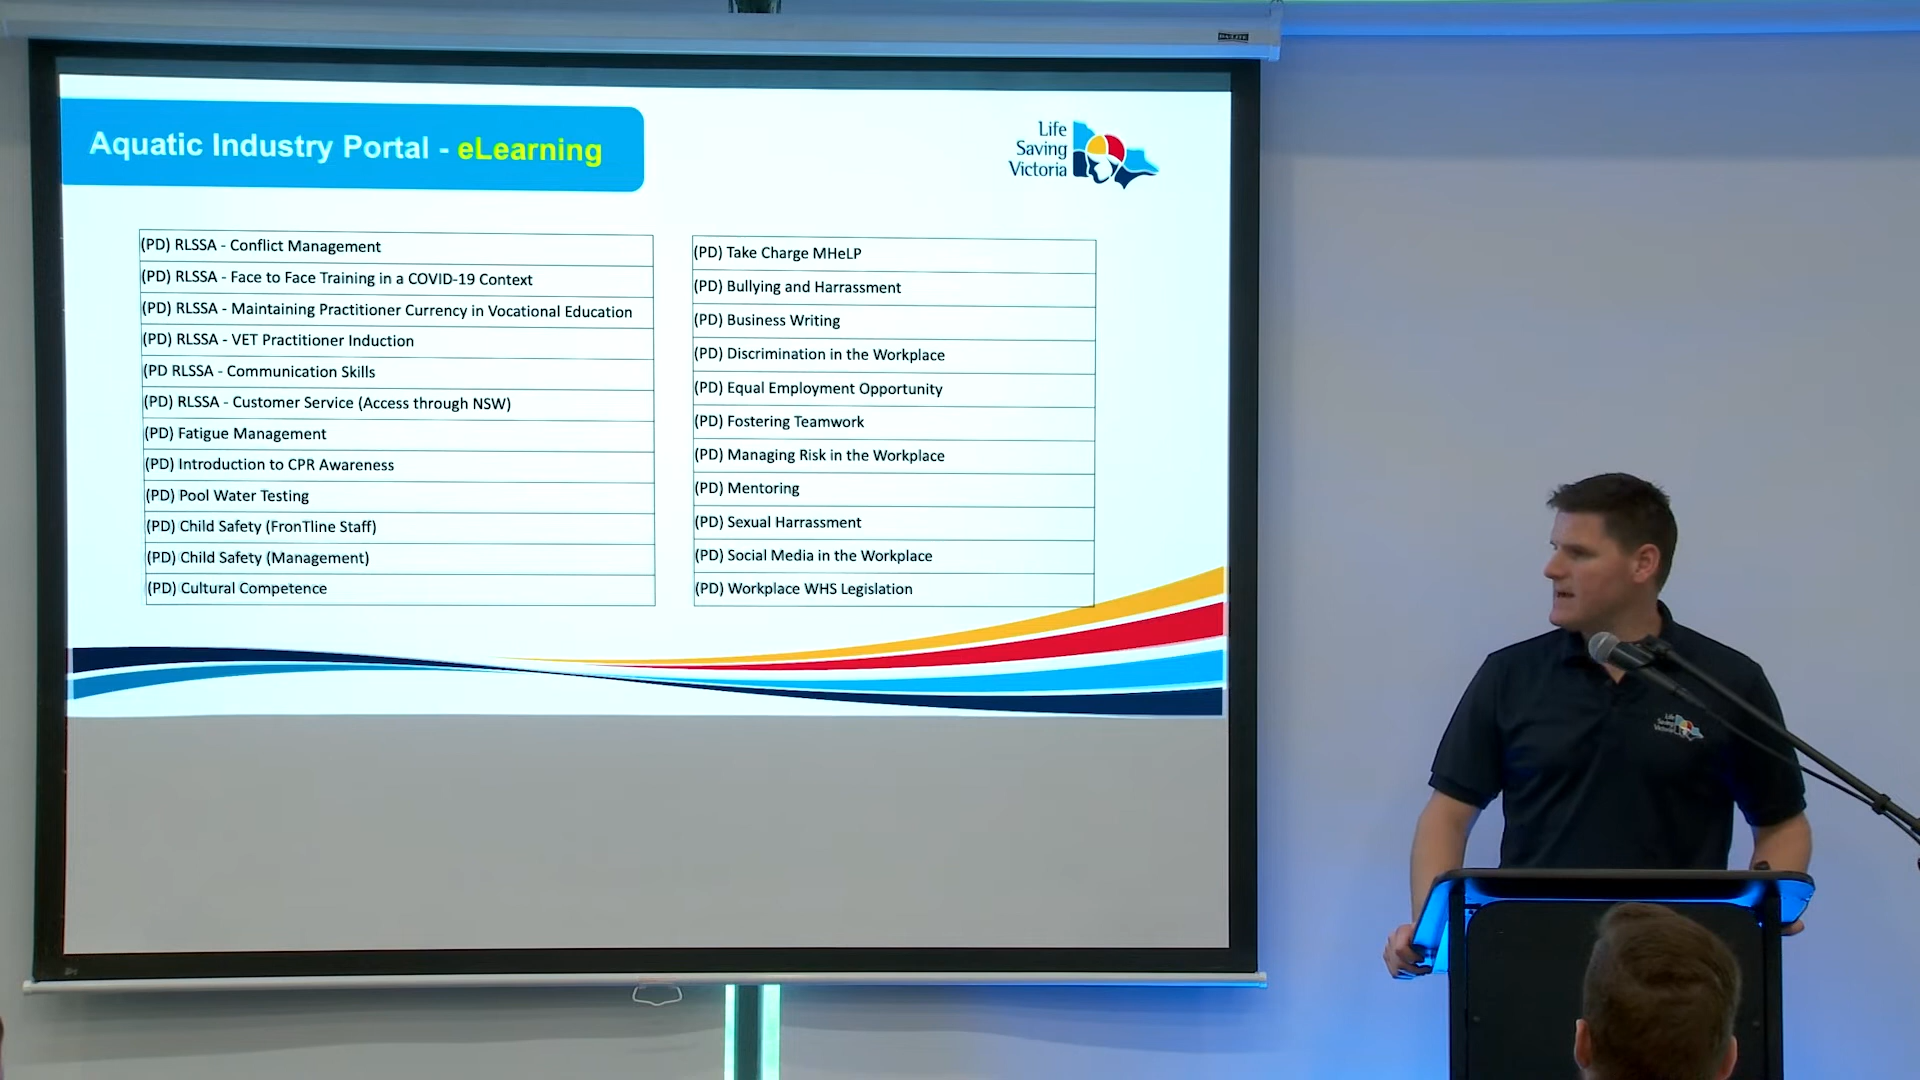 Aquatic Industry Portal - eLearning
Life
Saving
Victoria
(PD) RLSSA - Conflict Management
(PD) RLSSA - Face to Face Training in a COVID-19 Context
(PD) RLSSA - Maintaining Practitioner Currency in Vocational Education
(PD) RLSSA - VET Practitioner Induction
(PD RLSSA - Communication Skills
(PD) RLSSA - Customer Service (Access through NSW)
(PD) Fatigue Management
(PD) Introduction to CPR Awareness
(PD) Pool Water Testing
(PD) Child Safety (FronTline Staff)
(PD) Child Safety (Management)
(PD) Cultural Competence
(PD) Take Charge MHeLP
(PD) Bullying and Harrassment
(PD) Business Writing
(PD) Discrimination in the Workplace
(PD) Equal Employment Opportunity
(PD) Fostering Teamwork
(PD) Managing Risk in the Workplace
(PD) Mentoring
(PD) Sexual Harrassment
(PD) Social Media in the Workplace
(PD) Workplace WHS Legislation
Life
Saving
Victoria